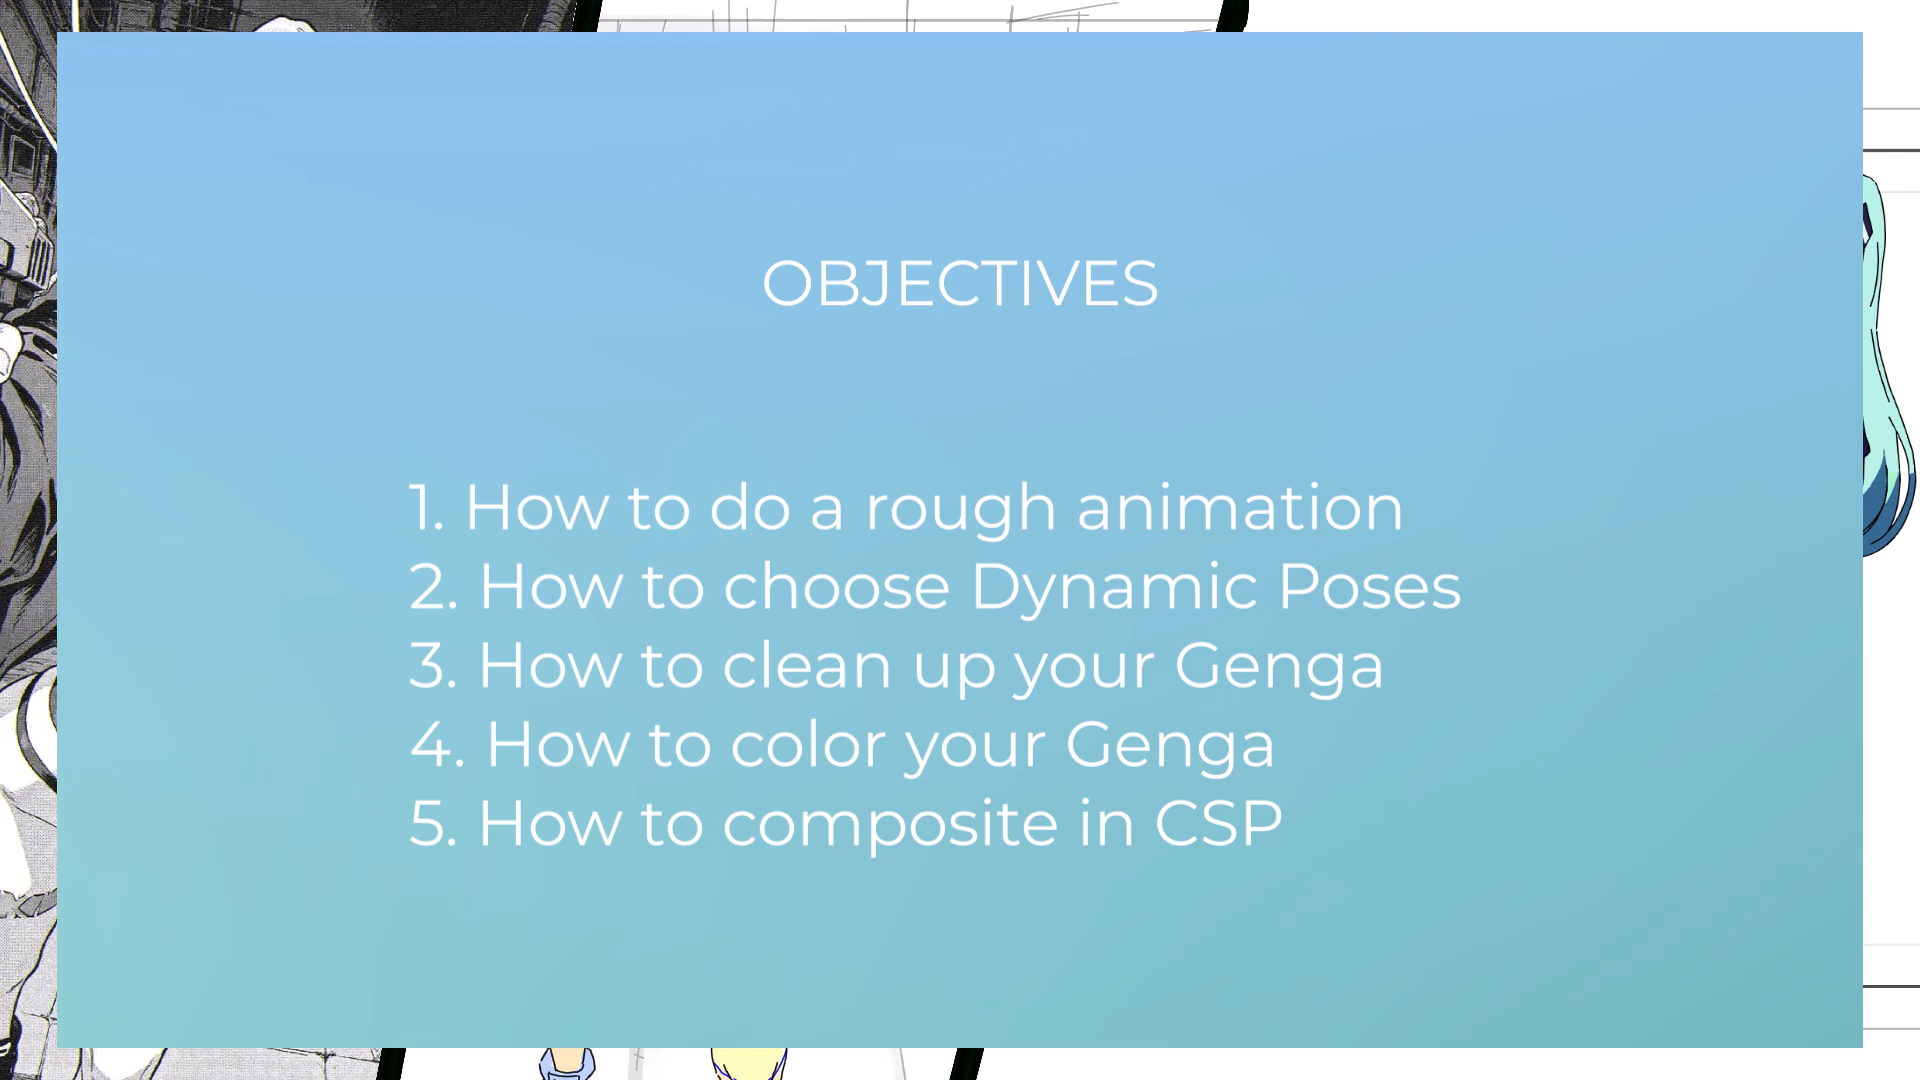 OBJECTIVES
1. How to do a rough animation
2. How to choose Dynamic Poses
3. How to clean up your Genga
4. How to color your Genga
5. How to composite in CSP